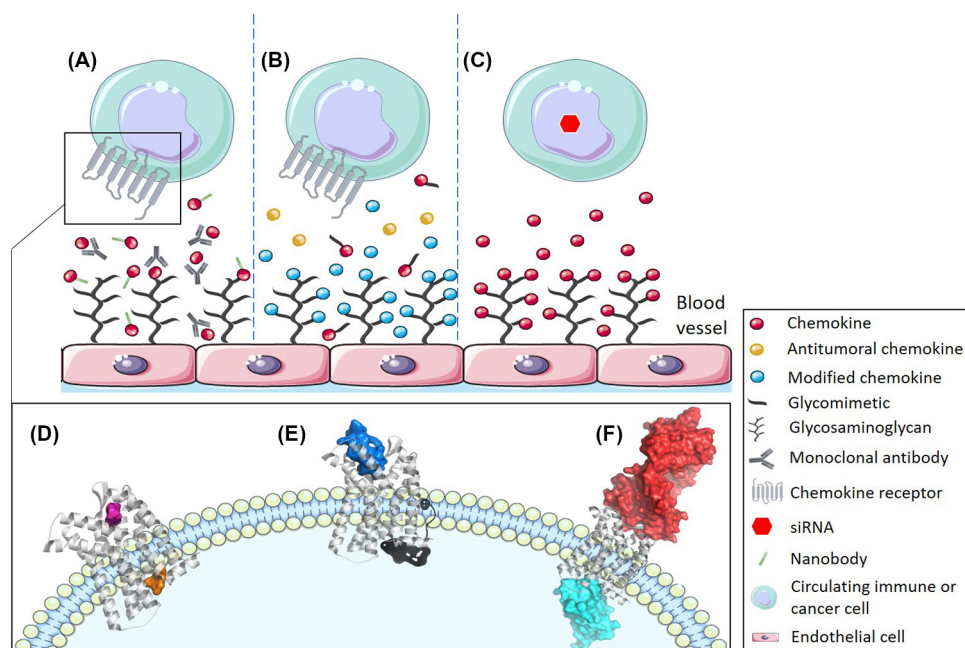 (A)
(B)
(C)
Blood
vessel
Chemokine
Antitumoral chemokine
Modified chemokine
Glycomimetic
Glycosaminoglycan
Monoclonal antibody
Chemokine receptor
siRNA
Nanobody
Circulating immune or
cancer cell
Endothelial cell
(D)
(E)
(F)